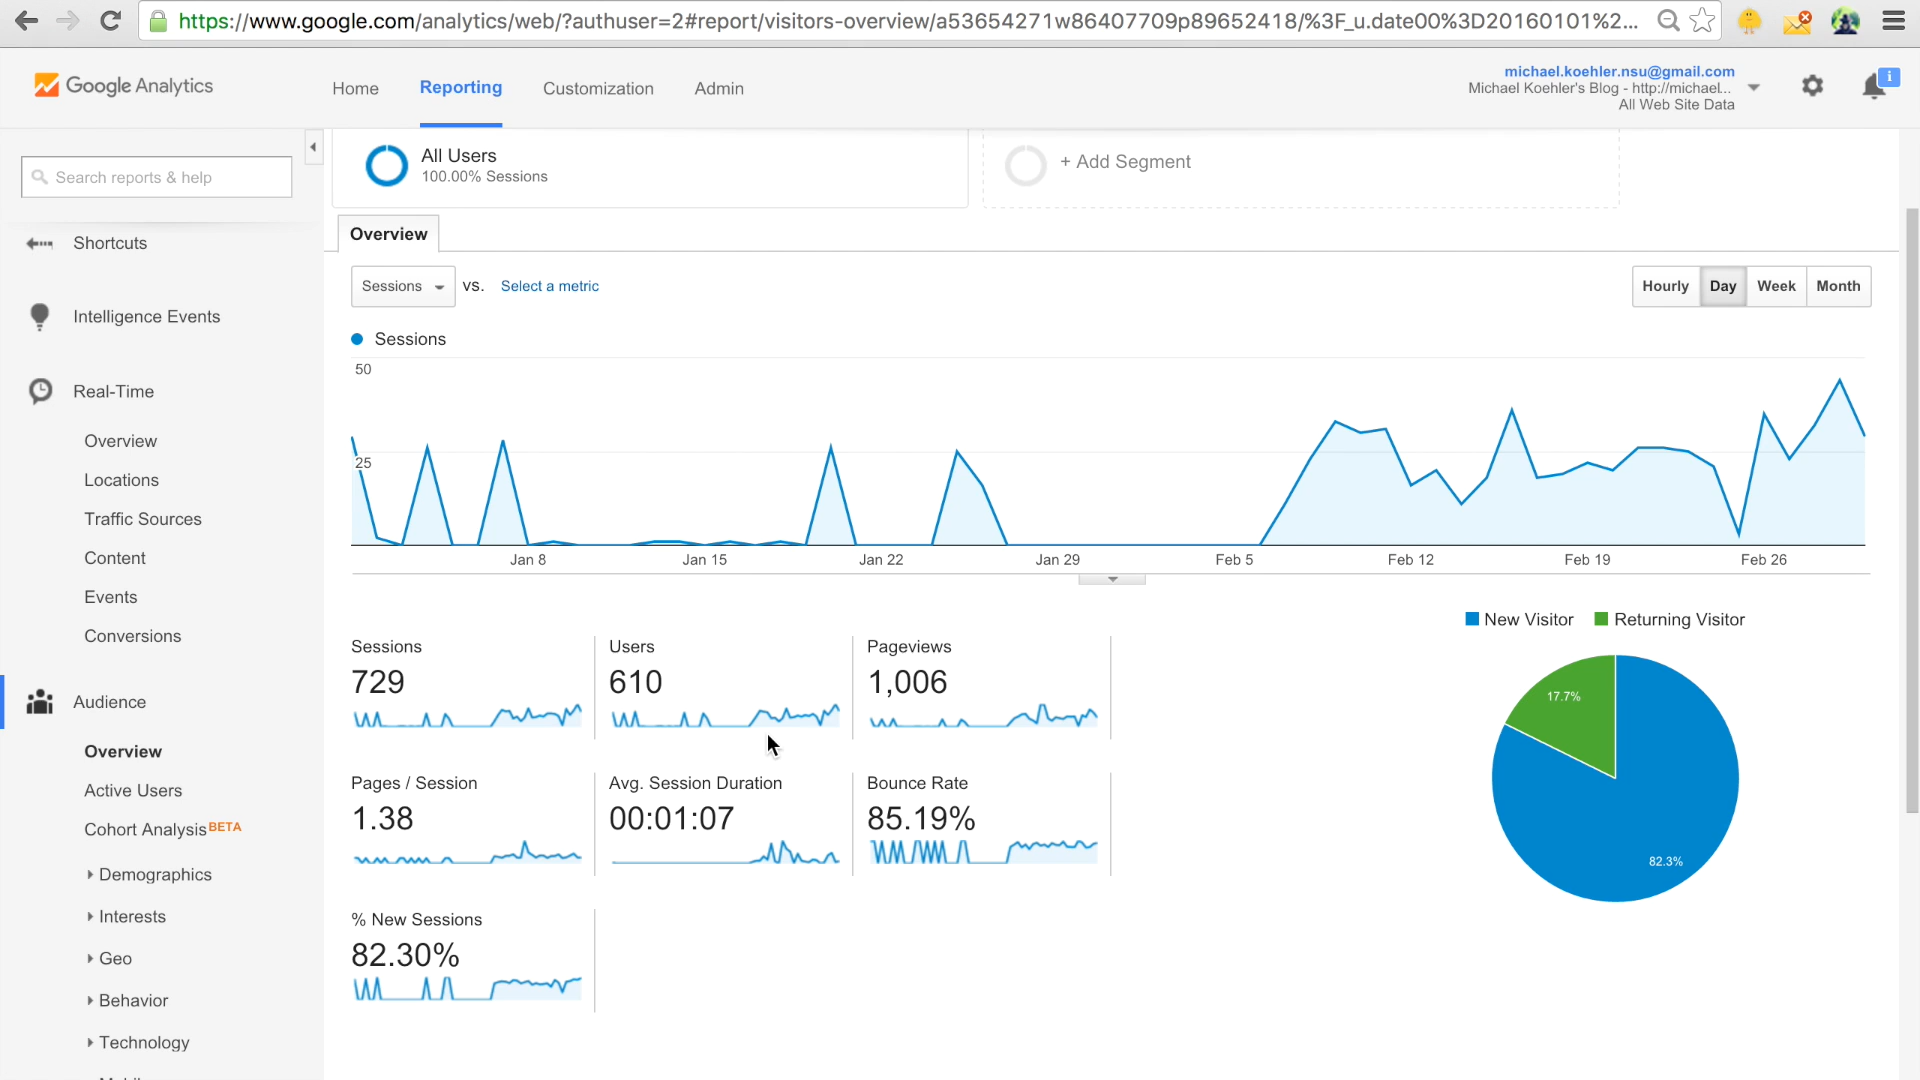 https://www.google.com/analytics/web/?authuser=2#report/visitors-overview/a53654271w86407709p89652418/%3F_u.date00%3D20160101%2...
Google Analytics
Home
Reporting
Customization
Admin
michael.koehler.nsu@gmail.com
Michael Koehler's Blog - http://michael...
All Web Site Data
i
Search reports & help
Shortcuts
Intelligence Events
Real-Time
Overview
Locations
Traffic Sources
Content
Events
Conversions
Audience
Overview
Active Users
Cohort Analysis BETA
Demographics
Interests
Geo
Behavior
Technology
All Users
100.00% Sessions
+ Add Segment
Overview
Sessions
VS.
Select a metric
Hourly
Day
Week
Month
Sessions
50
25
Jan 8
Jan 15
Jan 22
Jan 29
Feb 5
Feb 12
Feb 19
Feb 26
Sessions
729
Users
610
Pageviews
1,006
Pages / Session
1.38
Avg. Session Duration
00:01:07
Bounce Rate
85.19%
% New Sessions
82.30%
New Visitor
Returning Visitor
17.7%
82.3%